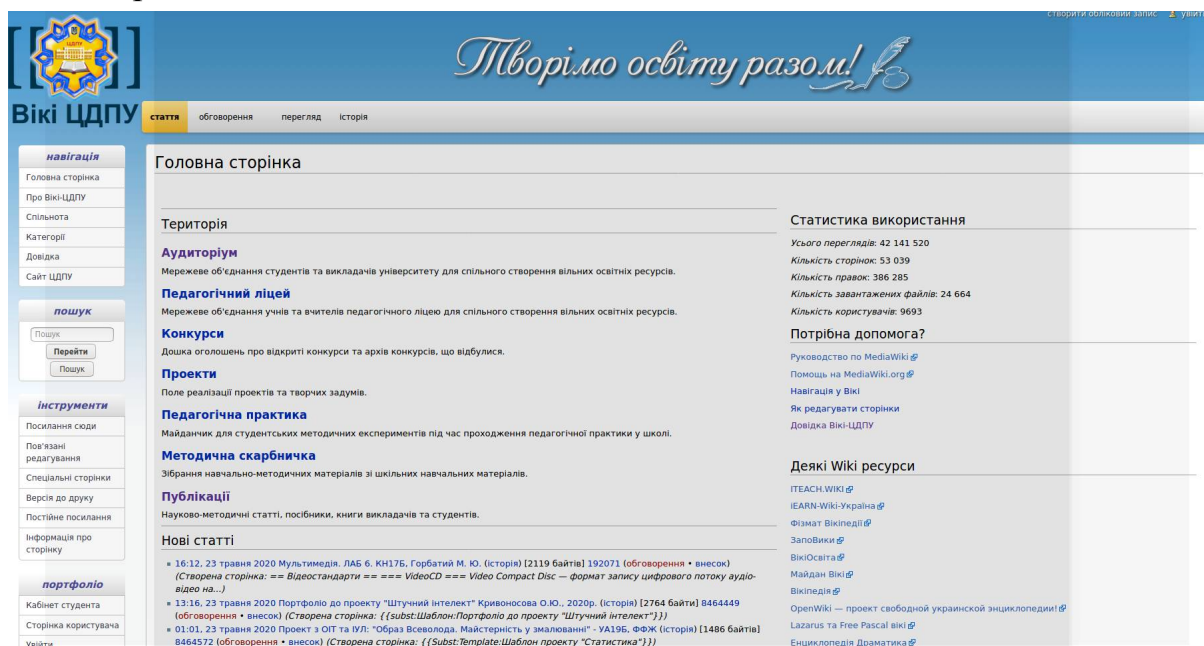 створити обліковий запис увійти
ЦДПУ
Творімо освіту разом!
Вікі ЦДПУ
стаття обговорення перегляд історія
навігація
Головна сторінка
Про Вікі-ЦДПУ
Спільнота
Категорії
Довідка
Сайт ЦДПУ
пошук
Пошук
Перейти
Пошук
інструменти
Посилання сюди
Пов'язані
редагування
Спеціальні сторінки
Версія до друку
Постійне посилання
Інформація про
сторінку
портфоліо
Кабінет студента
Сторінка користувача
Увійти
Головна сторінка
Територія
Аудиторіум
Мережеве об'єднання студентів та викладачів університету для спільного створення вільних освітніх ресурсів.
Педагогічний ліцей
Мережеве об'єднання учнів та вчителів педагогічного ліцею для спільного створення вільних освітніх ресурсів.
Конкурси
Дошка оголошень про відкриті конкурси та архів конкурсів, що відбулися.
Проекти
Поле реалізації проектів та творчих задумів.
Педагогічна практика
Майданчик для студентських методичних експериментів під час проходження педагогічної практики у школі.
Методична скарбничка
Зібрання навчально-методичних матеріалів зі шкільних навчальних матеріалів.
Публікації
Науково-методичні статті, посібники, книги викладачів та студентів.
Нові статті
16:12, 23 травня 2020 Мультимедія. ЛАБ 6. КН17Б, Горбатий М. Ю. (історія) [2119 байтів] 192071 (обговорення • внесок)
(Створена сторінка: == Відеостандарти == === VideoCD === Video Compact Disc — формат запису цифрового потоку аудіо-
відео на...)
13:16, 23 травня 2020 Портфоліо до проекту "Штучний інтелект" Кривоносова О.Ю., 2020р. (історія) [2764 байти] 8464449
(обговорення • внесок) (Створена сторінка: {{subst:Шаблон:Портфоліо до проекту "Штучний інтелект"}})
01:01, 23 травня 2020 Проект з ОІТ та ІУЛ: "Образ Всеволода. Майстерність у змалюванні" - УА19Б, ФФЖ (історія) [1486 байтів]
8464572 (обговорення • внесок) (Створена сторінка: {{Subst:Template:Шаблон проекту "Статистика"}})
Статистика використання
Усього переглядів: 42 141 520
Кількість сторінок: 53 039
Кількість правок: 386 285
Кількість завантажених файлів: 24 664
Кількість користувачів: 9693
Потрібна допомога?
Руководство по MediaWiki
Помощь на MediaWiki.org
Навігація у Вікі
Як редагувати сторінки
Довідка Вікі-ЦДПУ
Деякі Wiki ресурси
ITEACH.WIKI
iEARN-Wiki-Україна
Фізмат Вікіпедії
ЗапоВики
ВікіОсвіта
Майдан Вікі
Вікіпедія
OpenWiki — проект свободной украинской энциклопедии!
Lazarus та Free Pascal вікі
Енциклопедія Драматика